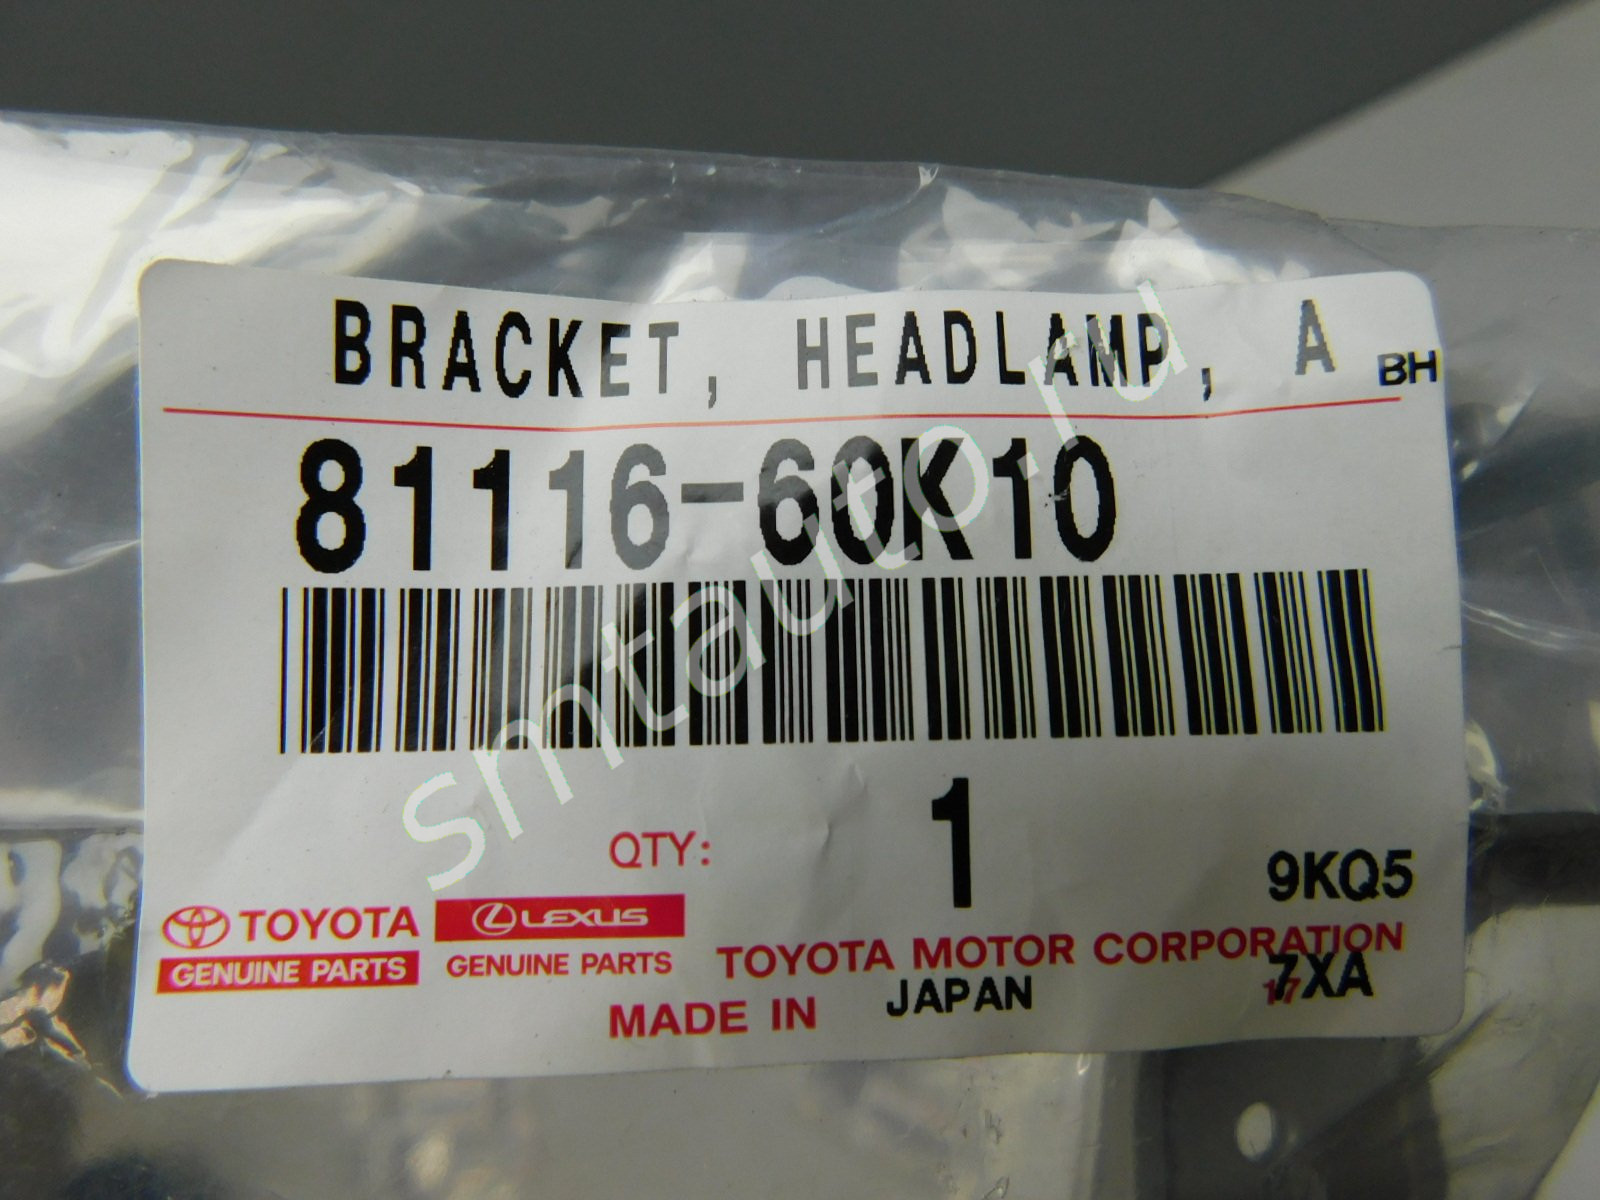 BRACKET, HEADLAMP, A BH
81116-60K10
smtauto.ru
QTY: 1
9KQ5
TOYOTA
GENUINE PARTS
LEXUS
GENUINE PARTS
TOYOTA MOTOR CORPORATION
MADE IN JAPAN
17 7XA